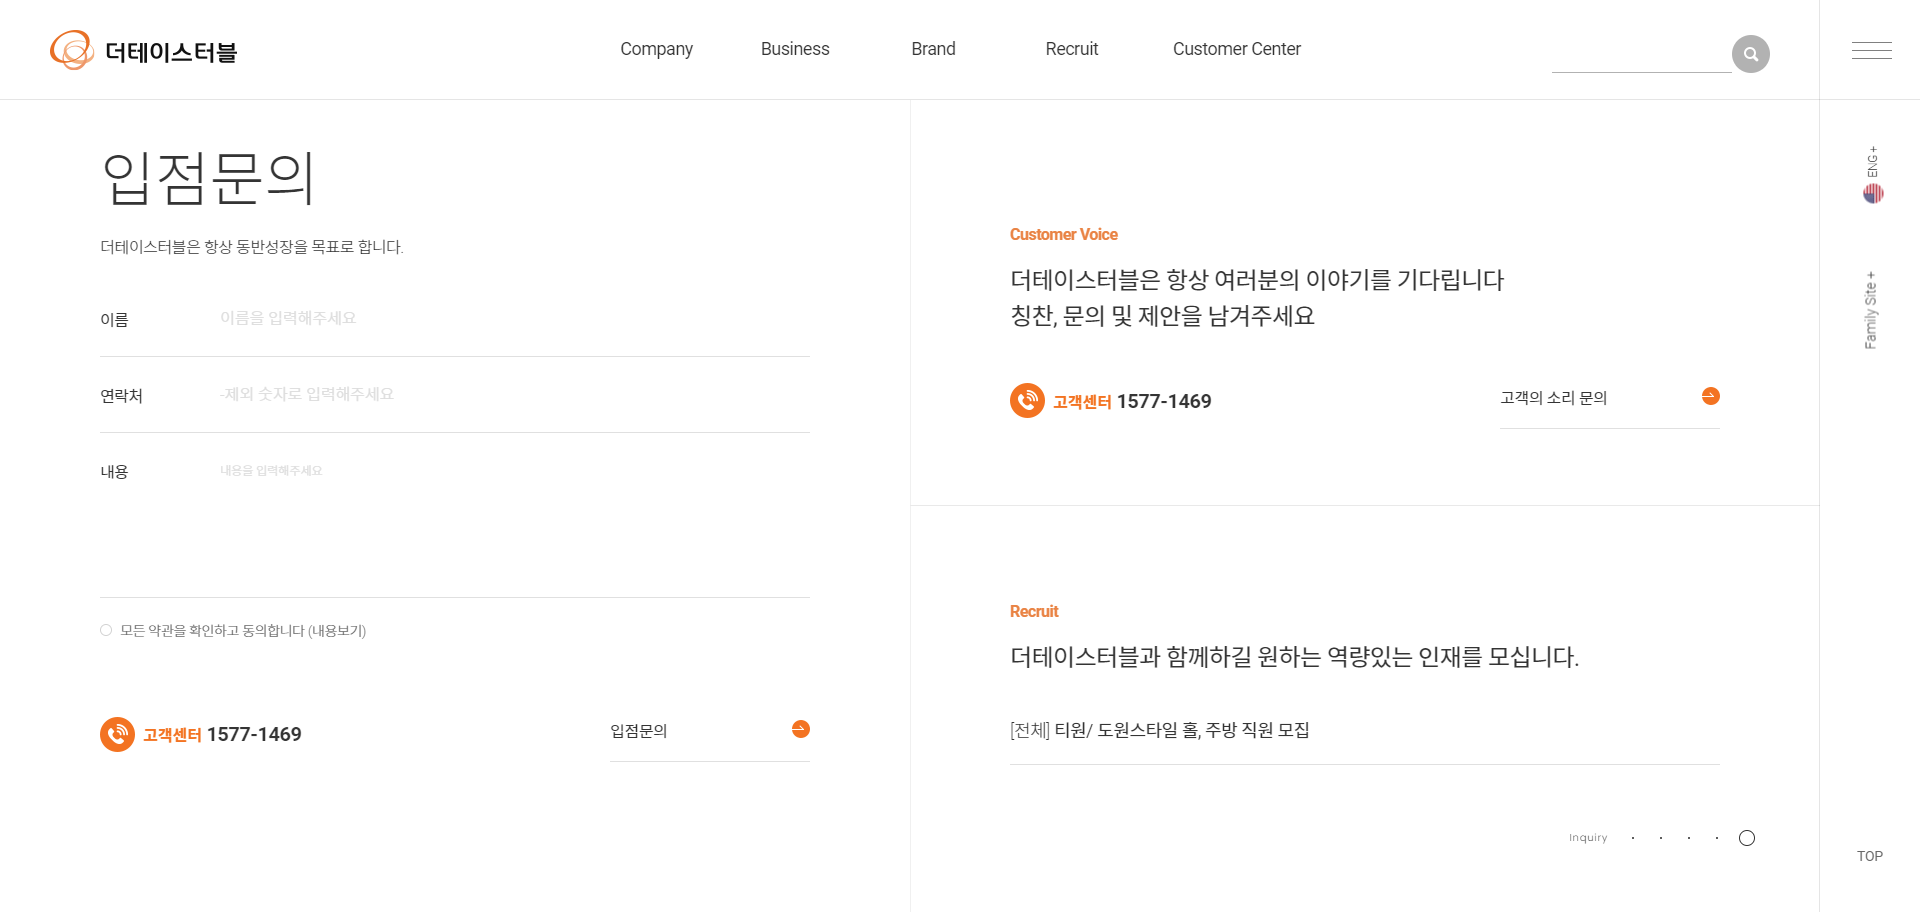 더테이스터블
Company
Business
Brand
Recruit
Customer Center
ENG +
Family Site +
입점문의
더테이스터블은 항상 동반성장을 목표로 합니다.
이름
이름을 입력해주세요
연락처
-제외 숫자로 입력해주세요
내용
내용을 입력해주세요
모든 약관을 확인하고 동의합니다 (내용보기)
고객센터 1577-1469
입점문의
Customer Voice
더테이스터블은 항상 여러분의 이야기를 기다립니다
칭찬, 문의 및 제안을 남겨주세요
고객센터 1577-1469
고객의 소리 문의
Recruit
더테이스터블과 함께하길 원하는 역량있는 인재를 모십니다.
[전체] 티원/ 도원스타일 홀, 주방 직원 모집
Inquiry
TOP